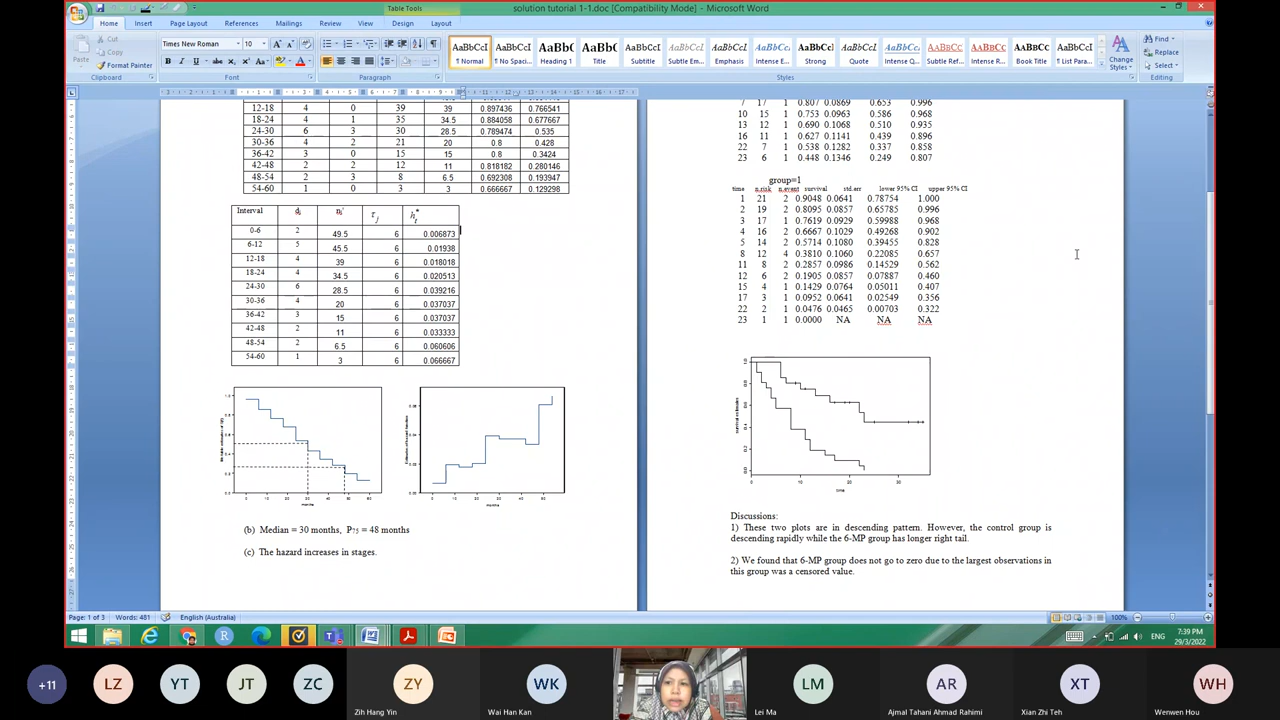 solution tutorial 1-1.doc [Compatibility Mode] - Microsoft Word
Table Tools
Home Insert Page Layout References Mailings Review View Design Layout
Cut
Copy
Format Painter
Paste
Times New Roman 10
AaBbCcI AaBbCcI AaBbC AaBbC AaBbCcI AaBbCcI AaBbCcI AaBbCcI AaBbCcI AaBbCcI AaBbCcI AaBbCcI AaBbCcI AaBbCcI
¶ Normal ¶ No Spaci... Heading 1 Title Subtitle Subtle Em... Emphasis Intense E... Strong Quote Intense Q... Subtle Ref... Intense R... Book Title ¶ List Para...
Change Styles
Find
Replace
Select
Clipboard Font Paragraph Styles Editing
12-18 4 0 39 39 0.897436 0.766541
18-24 4 1 35 34.5 0.884058 0.677667
24-30 6 3 30 28.5 0.789474 0.535
30-36 4 2 21 20 0.8 0.428
36-42 3 0 15 15 0.8 0.3424
42-48 2 2 12 11 0.818182 0.280146
48-54 2 3 8 6.5 0.692308 0.193947
54-60 1 0 3 3 0.666667 0.129298
Interval dⱼ nⱼ' τⱼ h*ₜ
0-6 2 49.5 6 0.006873
6-12 5 45.5 6 0.01938
12-18 4 39 6 0.018018
18-24 4 34.5 6 0.020513
24-30 6 28.5 6 0.039216
30-36 4 20 6 0.037037
36-42 3 15 6 0.037037
42-48 2 11 6 0.033333
48-54 2 6.5 6 0.060606
54-60 1 3 6 0.066667
months
months
(b) Median = 30 months, P₇₅ = 48 months
(c) The hazard increases in stages.
7 17 1 0.807 0.0869 0.653 0.996
10 15 1 0.753 0.0963 0.586 0.968
13 12 1 0.690 0.1068 0.510 0.935
16 11 1 0.627 0.1141 0.439 0.896
22 7 1 0.538 0.1282 0.337 0.858
23 6 1 0.448 0.1346 0.249 0.807
group=1
time n.risk n.event survival std.err lower 95% CI upper 95% CI
1 21 2 0.9048 0.0641 0.78754 1.000
2 19 2 0.8095 0.0857 0.65785 0.996
3 17 1 0.7619 0.0929 0.59988 0.968
4 16 2 0.6667 0.1029 0.49268 0.902
5 14 2 0.5714 0.1080 0.39455 0.828
8 12 4 0.3810 0.1060 0.22085 0.657
11 8 2 0.2857 0.0986 0.14529 0.562
12 6 2 0.1905 0.0857 0.07887 0.460
15 4 1 0.1429 0.0764 0.05011 0.407
17 3 1 0.0952 0.0641 0.02549 0.356
22 2 1 0.0476 0.0465 0.00703 0.322
23 1 1 0.0000 NA NA NA
time
Discussions:
1) These two plots are in descending pattern. However, the control group is
descending rapidly while the 6-MP group has longer right tail.
2) We found that 6-MP group does not go to zero due to the largest observations in
this group was a censored value.
Page: 1 of 3 Words: 481 English (Australia) 100%
ENG
7:39 PM
29/3/2022
+11 LZ YT JT ZC ZY WK LM AR XT WH
Zih Hang Yin
Wai Han Kan
Lei Ma
Ajmal Tahani Ahmad Rahimi
Xian Zhi Teh
Wenwen Hou